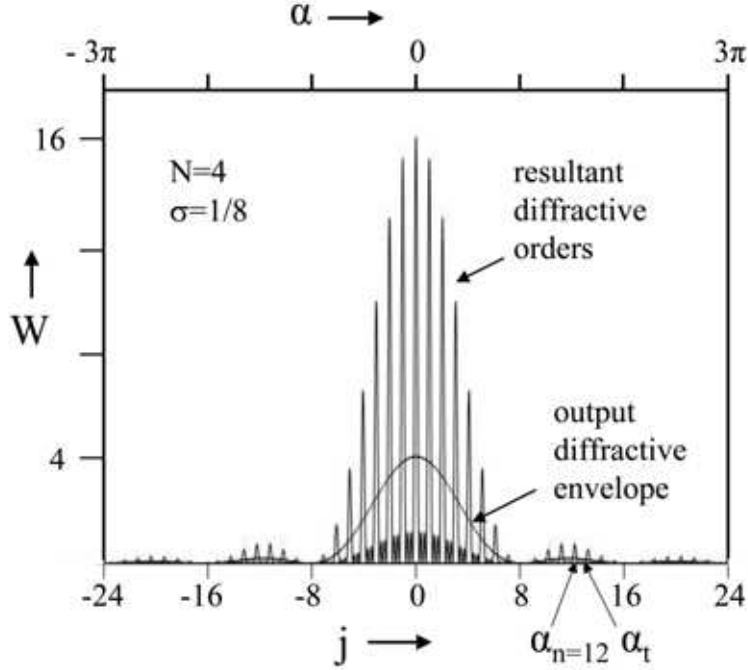 α →
- 3π 0 3π
16
N=4
σ=1/8
resultant
diffractive
orders
W
output
diffractive
envelope
4
-24 -16 -8 0 8 16 24
j →
αn=12 αt